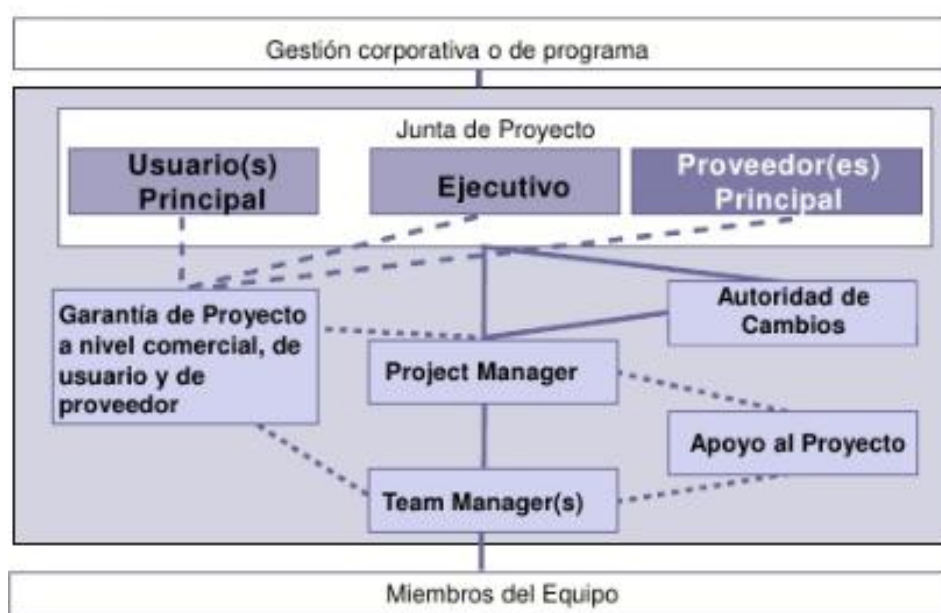 Gestión corporativa o de programa
Junta de Proyecto
Usuario(s)
Principal
Ejecutivo
Proveedor(es)
Principal
Garantía de Proyecto
a nivel comercial, de
usuario y de
proveedor
Autoridad de
Cambios
Project Manager
Apoyo al Proyecto
Team Manager(s)
Miembros del Equipo